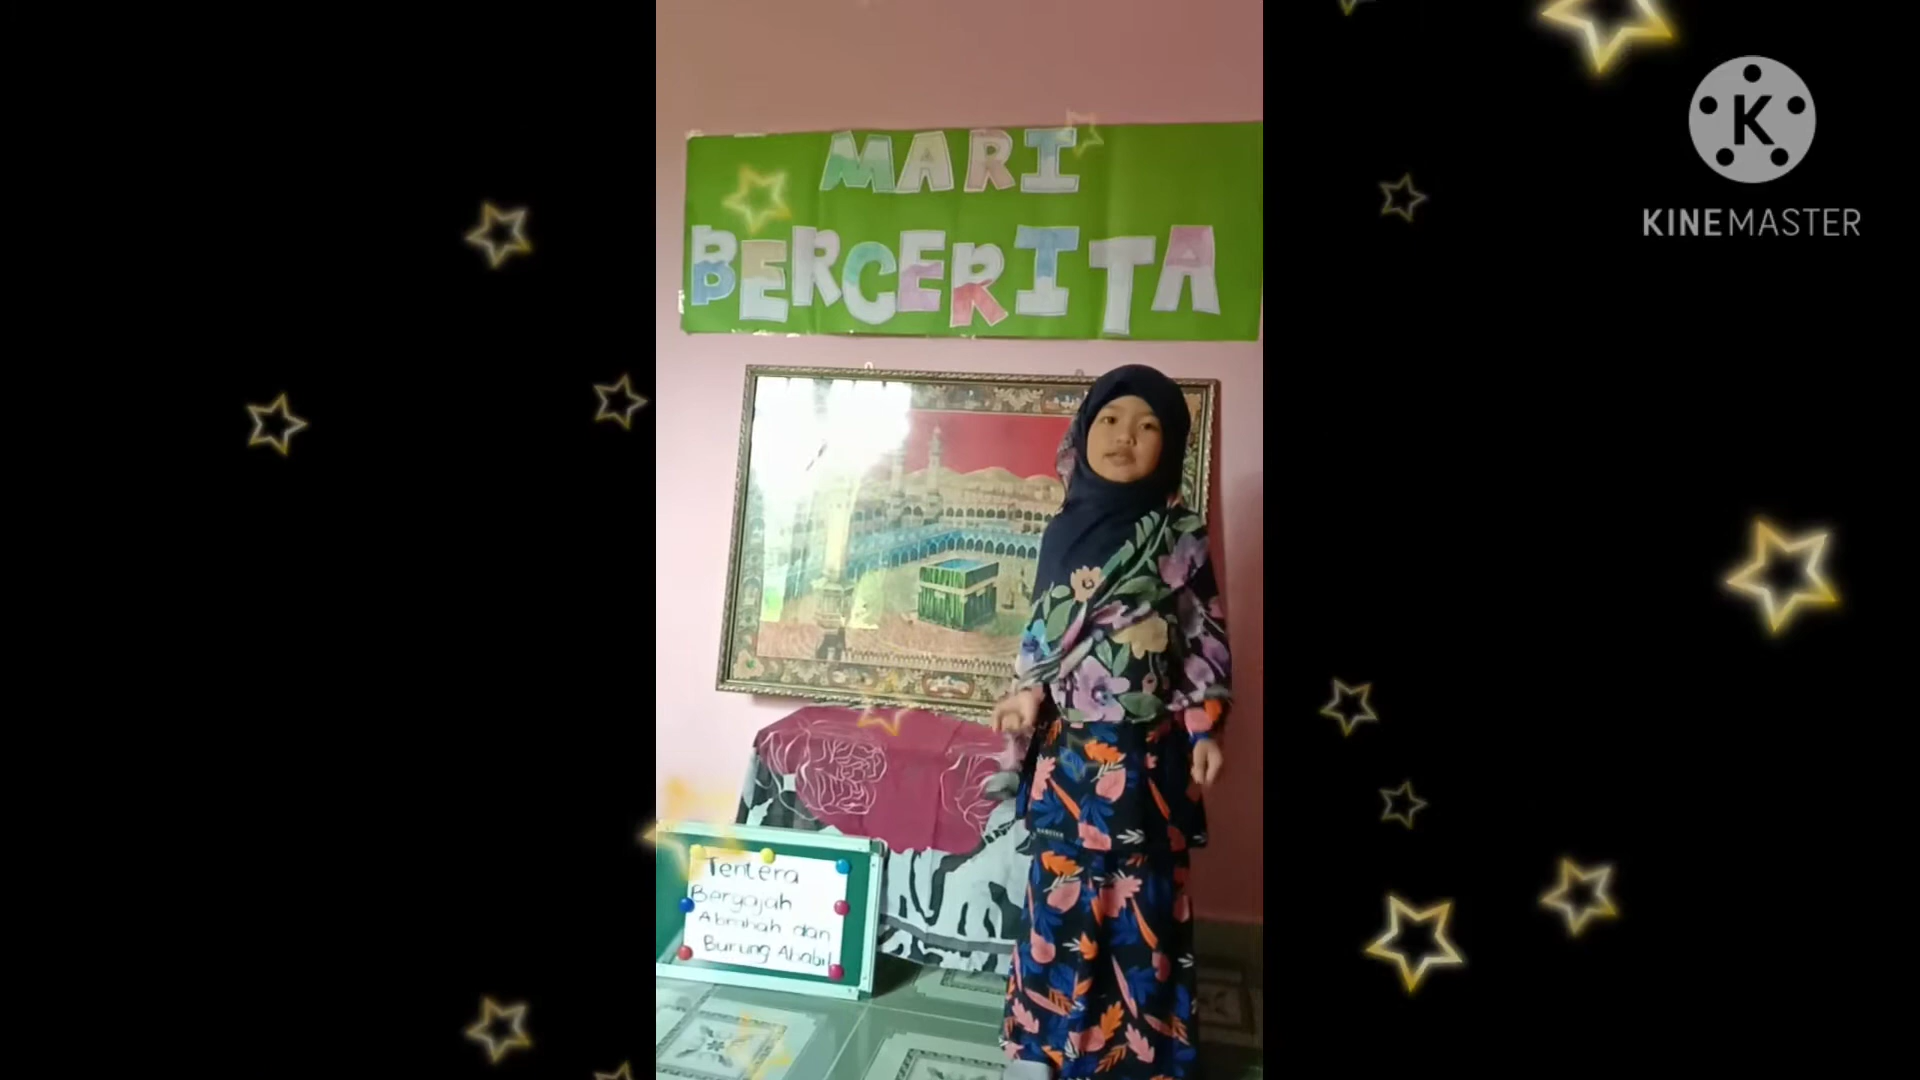 MARI
BERCERITA
Tentera
Bergajah
Abrahah dan
Burung Ababil
K
KINEMASTER